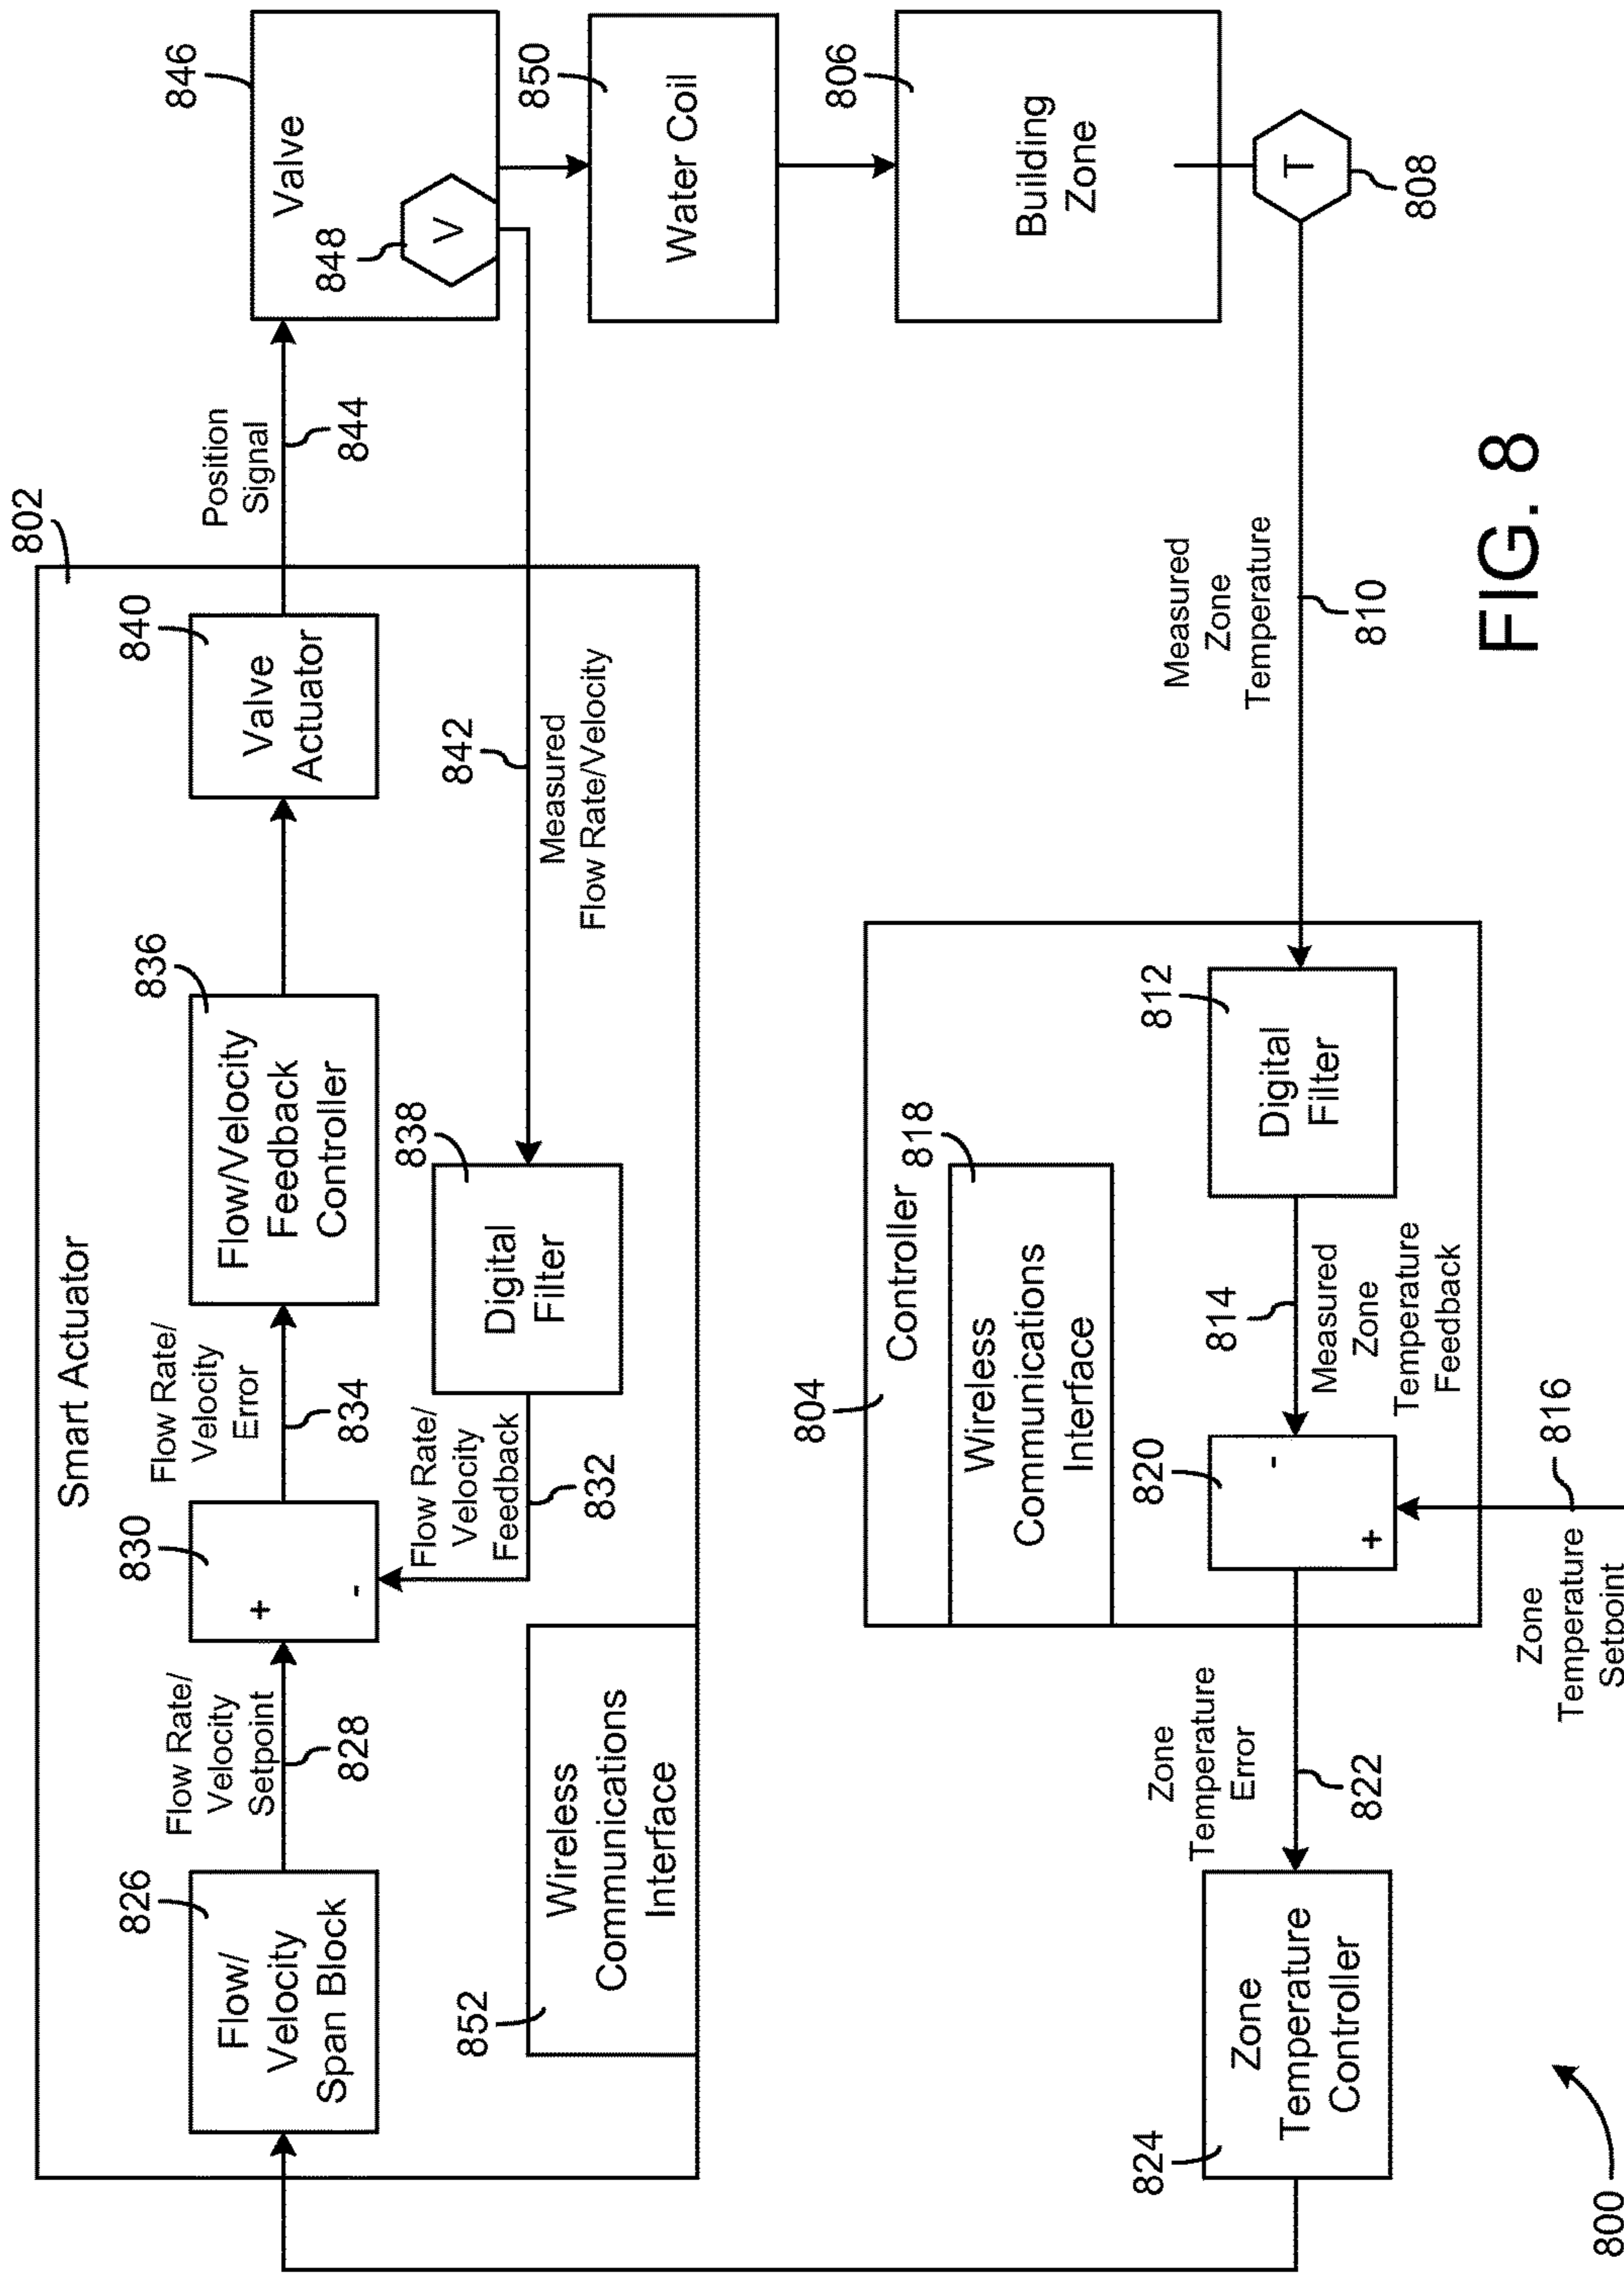 802
Smart Actuator
826
Flow/
Velocity
Span Block
Flow Rate/
Velocity
Setpoint
828
830
+
-
Flow Rate/
Velocity
Error
834
836
Flow/Velocity
Feedback
Controller
840
Valve
Actuator
Position
Signal
844
846
Valve
848
V
852
Wireless
Communications
Interface
Flow Rate/
Velocity
Feedback
832
838
Digital
Filter
842
Measured
Flow Rate/Velocity
850
Water Coil
806
Building
Zone
T
808
804
Controller
818
Wireless
Communications
Interface
824
Zone
Temperature
Controller
Zone
Temperature
Error
822
820
-
+
814
Measured
Zone
Temperature
Feedback
812
Digital
Filter
Measured
Zone
Temperature
810
Zone
Temperature
Setpoint
816
800
FIG. 8